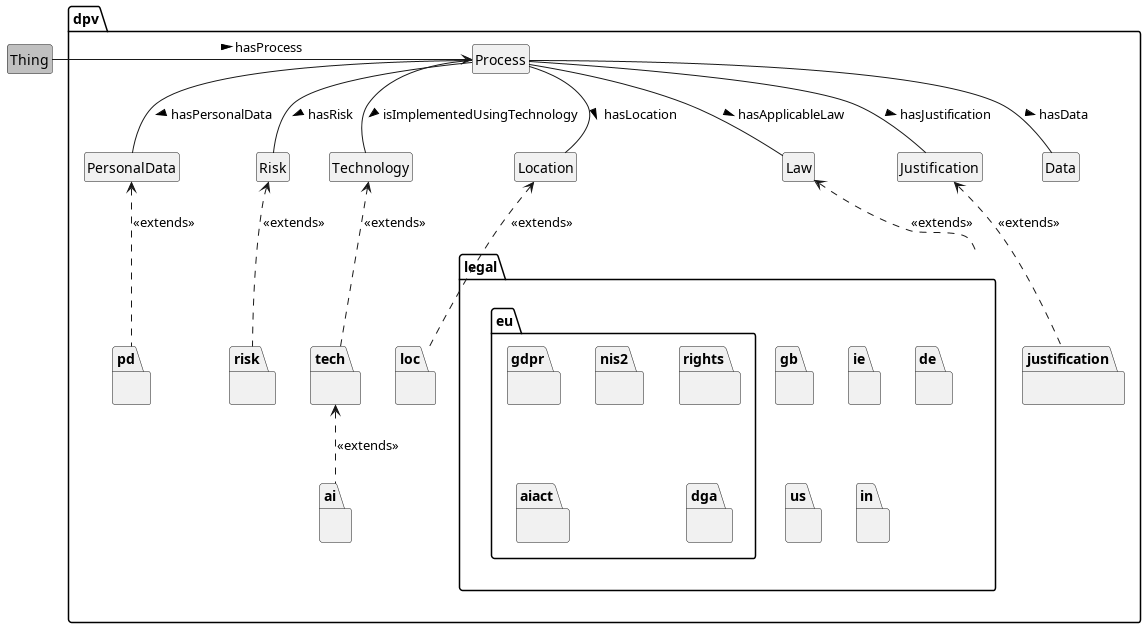 dpv
hasProcess
Thing
Process
hasPersonalData
hasRisk
isImplementedUsingTechnology
hasLocation
hasApplicableLaw
hasJustification
hasData
PersonalData
Risk
Technology
Location
Law
Justification
Data
«extends»
«extends»
«extends»
«extends»
«extends»
«extends»
legal
eu
pd
risk
tech
loc
gdpr
nis2
rights
gb
ie
de
justification
«extends»
ai
aiact
dga
us
in